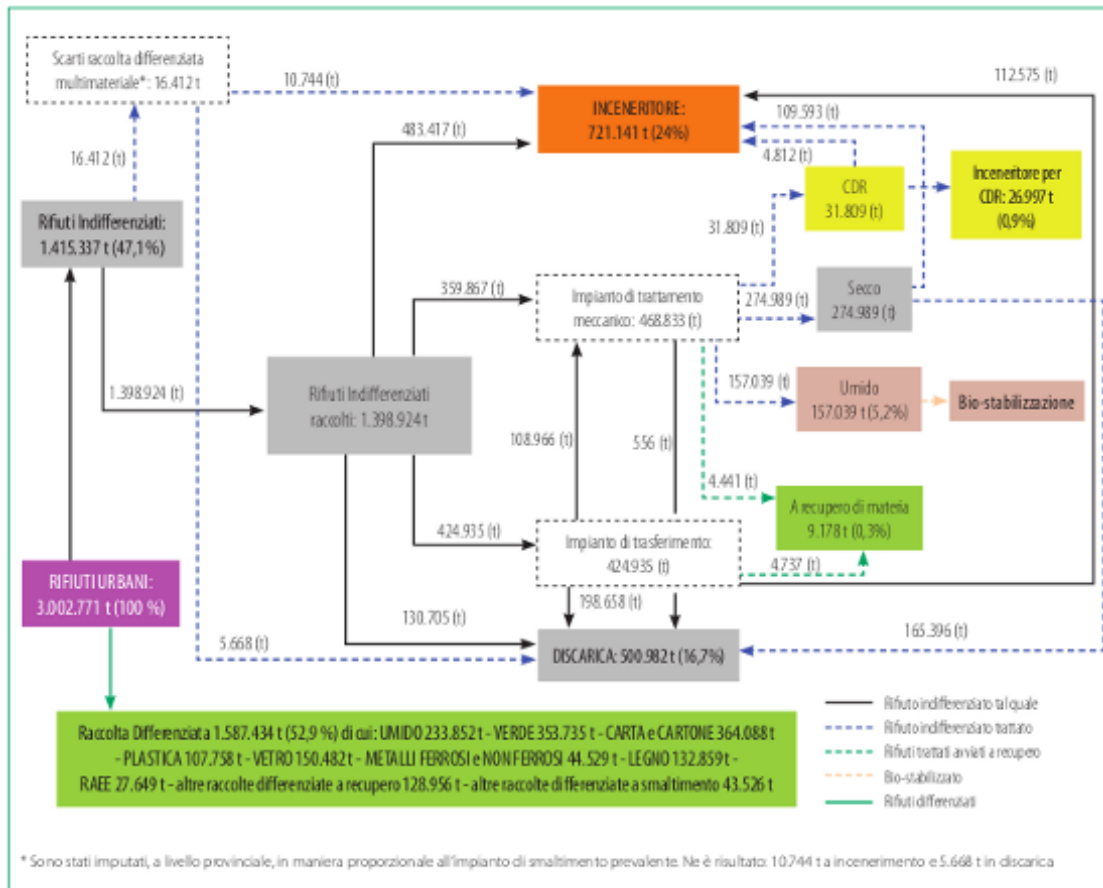 Scarti raccolta differenziata
multimateriale*: 16.412 t
10.744 (t)
112.575 (t)
INCENERITORE:
721.141 t (24%)
109.593 (t)
483.417 (t)
16.412 (t)
4.812 (t)
CDR
31.809 (t)
Inceneritore per
CDR: 26.997 t
(0,9%)
Rifiuti Indifferenziati:
1.415.337 t (47,1%)
31.809 (t)
359.867 (t)
Impianto di trattamento
meccanico: 468.833 (t)
274.989 (t)
Secco
274.989 (t)
1.398.924 (t)
Rifiuti Indifferenziati
raccolti: 1.398.924 t
157.039 (t)
Umido
157.039 t (5,2%)
Bio-stabilizzazione
108.966 (t)
556 (t)
4.441 (t)
A recupero di materia
9.178 t (0,3%)
424.935 (t)
Impianto di trasferimento:
424.935 (t)
4.737 (t)
RIFIUTI URBANI:
3.002.771 t (100 %)
198.658 (t)
130.705 (t)
5.668 (t)
DISCARICA: 500.982 t (16,7%)
165.396 (t)
Raccolta Differenziata 1.587.434 t (52,9 %) di cui: UMIDO 233.852 t - VERDE 353.735 t - CARTA e CARTONE 364.088 t
- PLASTICA 107.758 t - VETRO 150.482 t - METALLI FERROSI e NON FERROSI 44.529 t - LEGNO 132.859 t -
RAEE 27.649 t - altre raccolte differenziate a recupero 128.956 t - altre raccolte differenziate a smaltimento 43.526 t
Rifiuto indifferenziato tal quale
Rifiuto indifferenziato trattato
Rifiuti trattati avviati a recupero
Bio-stabilizzato
Rifiuti differenziati
* Sono stati imputati, a livello provinciale, in maniera proporzionale all'impianto di smaltimento prevalente. Ne è risultato: 10.744 t a incenerimento e 5.668 t in discarica